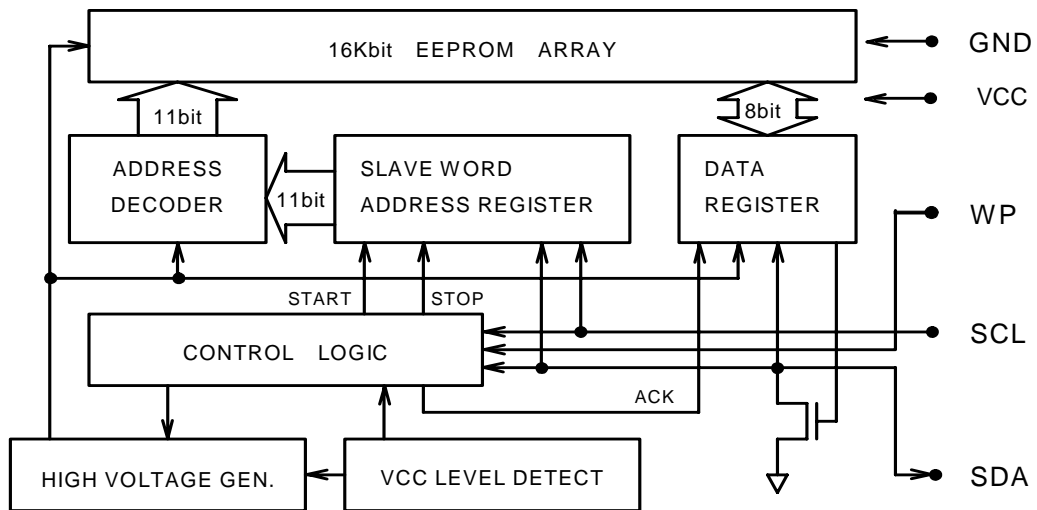 16Kbit EEPROM ARRAY
GND
VCC
11bit
8bit
ADDRESS
DECODER
11bit
SLAVE WORD
ADDRESS REGISTER
DATA
REGISTER
WP
START
STOP
CONTROL LOGIC
SCL
ACK
HIGH VOLTAGE GEN.
VCC LEVEL DETECT
SDA